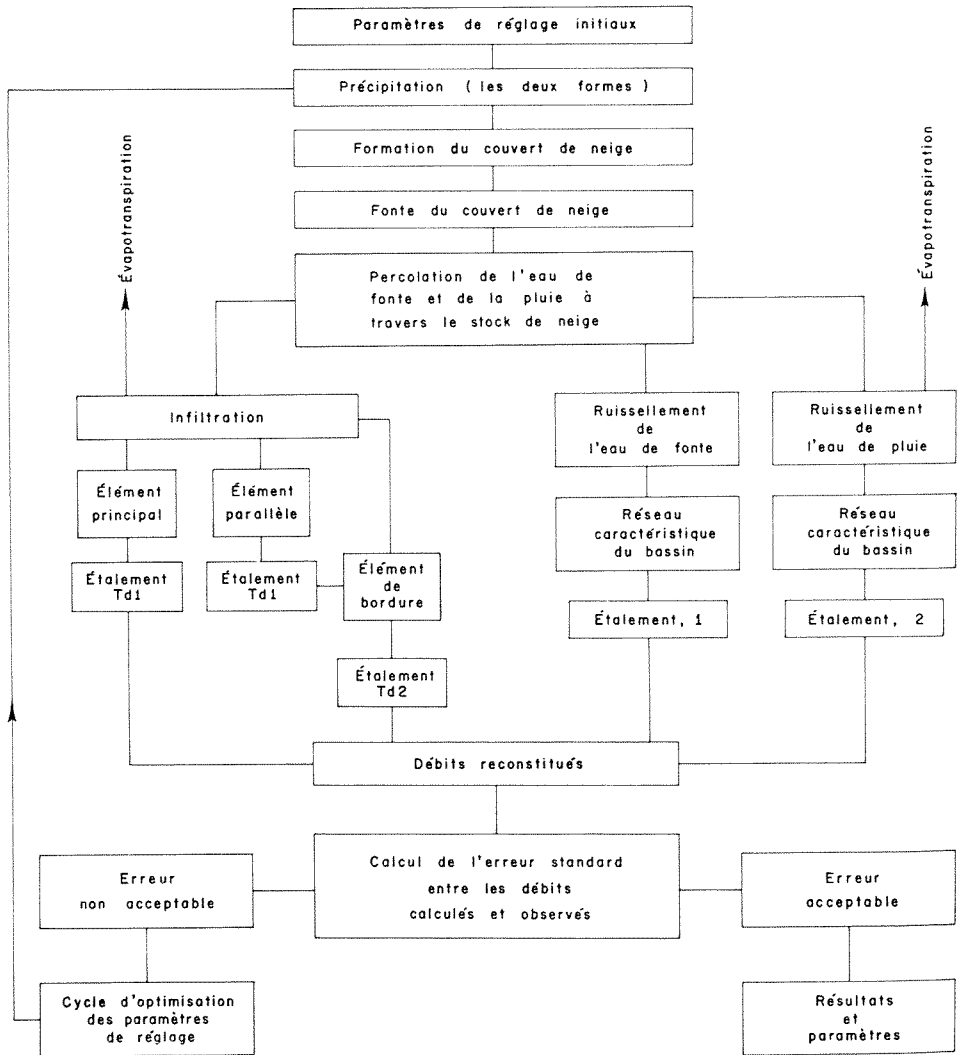 Paramètres de réglage initiaux
Précipitation ( les deux formes )
Formation du couvert de neige
Fonte du couvert de neige
Évapotranspiration
Évapotranspiration
Percolation de l'eau de
fonte et de la pluie à
travers le stock de neige
Infiltration
Ruissellement
de
l'eau de fonte
Ruissellement
de
l'eau de pluie
Élément
principal
Élément
parallèle
Réseau
caractéristique
du bassin
Réseau
caractéristique
du bassin
Étalement
Td1
Étalement
Td1
Élément
de
bordure
Étalement, 1
Étalement, 2
Étalement
Td2
Débits reconstitués
Calcul de l'erreur standard
entre les débits
calculés et observés
Erreur
non acceptable
Erreur
acceptable
Cycle d'optimisation
des paramètres
de réglage
Résultats
et
paramètres